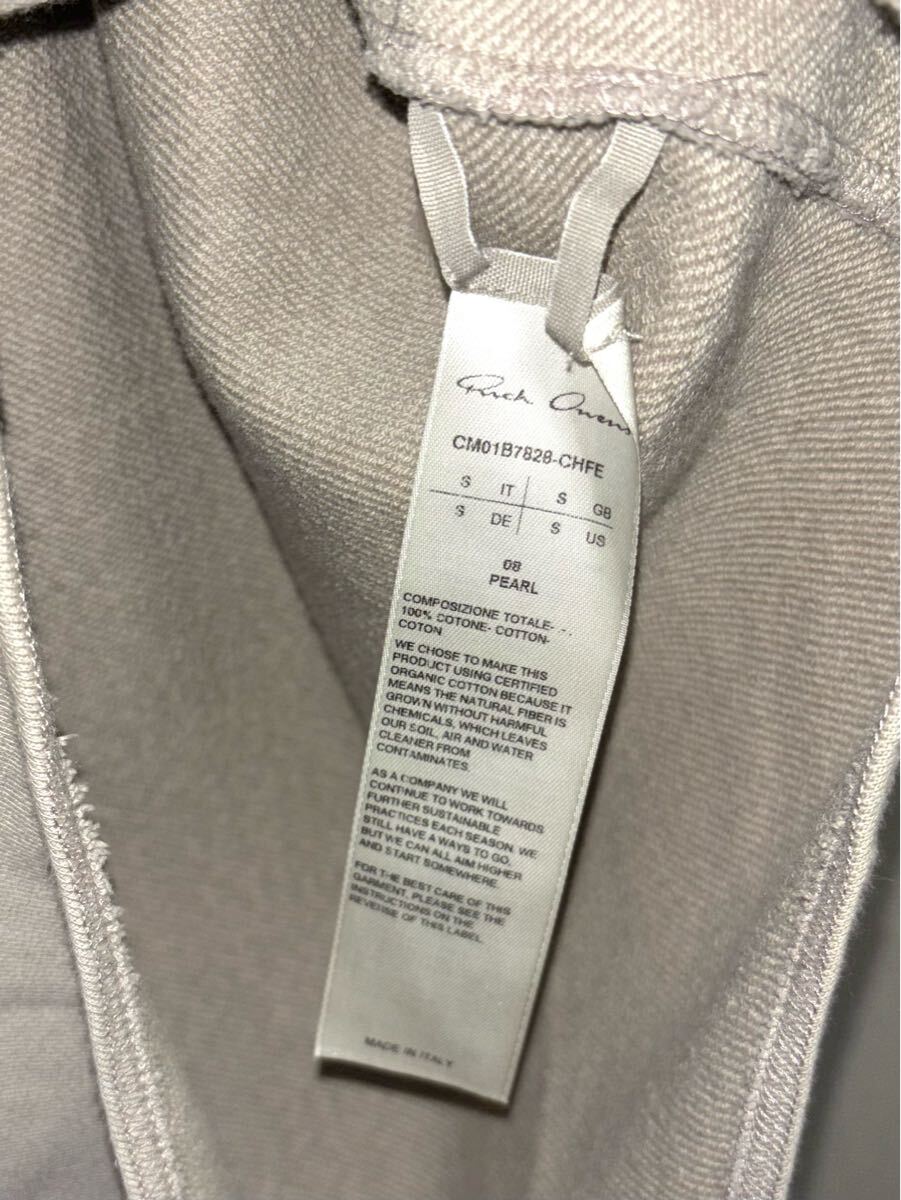 Rick Owens
CM01B7828-CHFE
S IT S GB
S DE S US
08
PEARL
COMPOSIZIONE TOTALE- -.
100% COTONE- COTTON-
COTON
WE CHOSE TO MAKE THIS
PRODUCT USING CERTIFIED
ORGANIC COTTON BECAUSE IT
MEANS THE NATURAL FIBER IS
GROWN WITHOUT HARMFUL
CHEMICALS, WHICH LEAVES
OUR SOIL, AIR AND WATER
CLEANER FROM
CONTAMINATES.
AS A COMPANY WE WILL
CONTINUE TO WORK TOWARDS
FURTHER SUSTAINABLE
PRACTICES EACH SEASON. WE
STILL HAVE A WAYS TO GO,
BUT WE CAN ALL AIM HIGHER
AND START SOMEWHERE.
FOR THE BEST CARE OF THIS
GARMENT, PLEASE SEE THE
INSTRUCTIONS ON THE
REVERSE OF THIS LABEL.
MADE IN ITALY